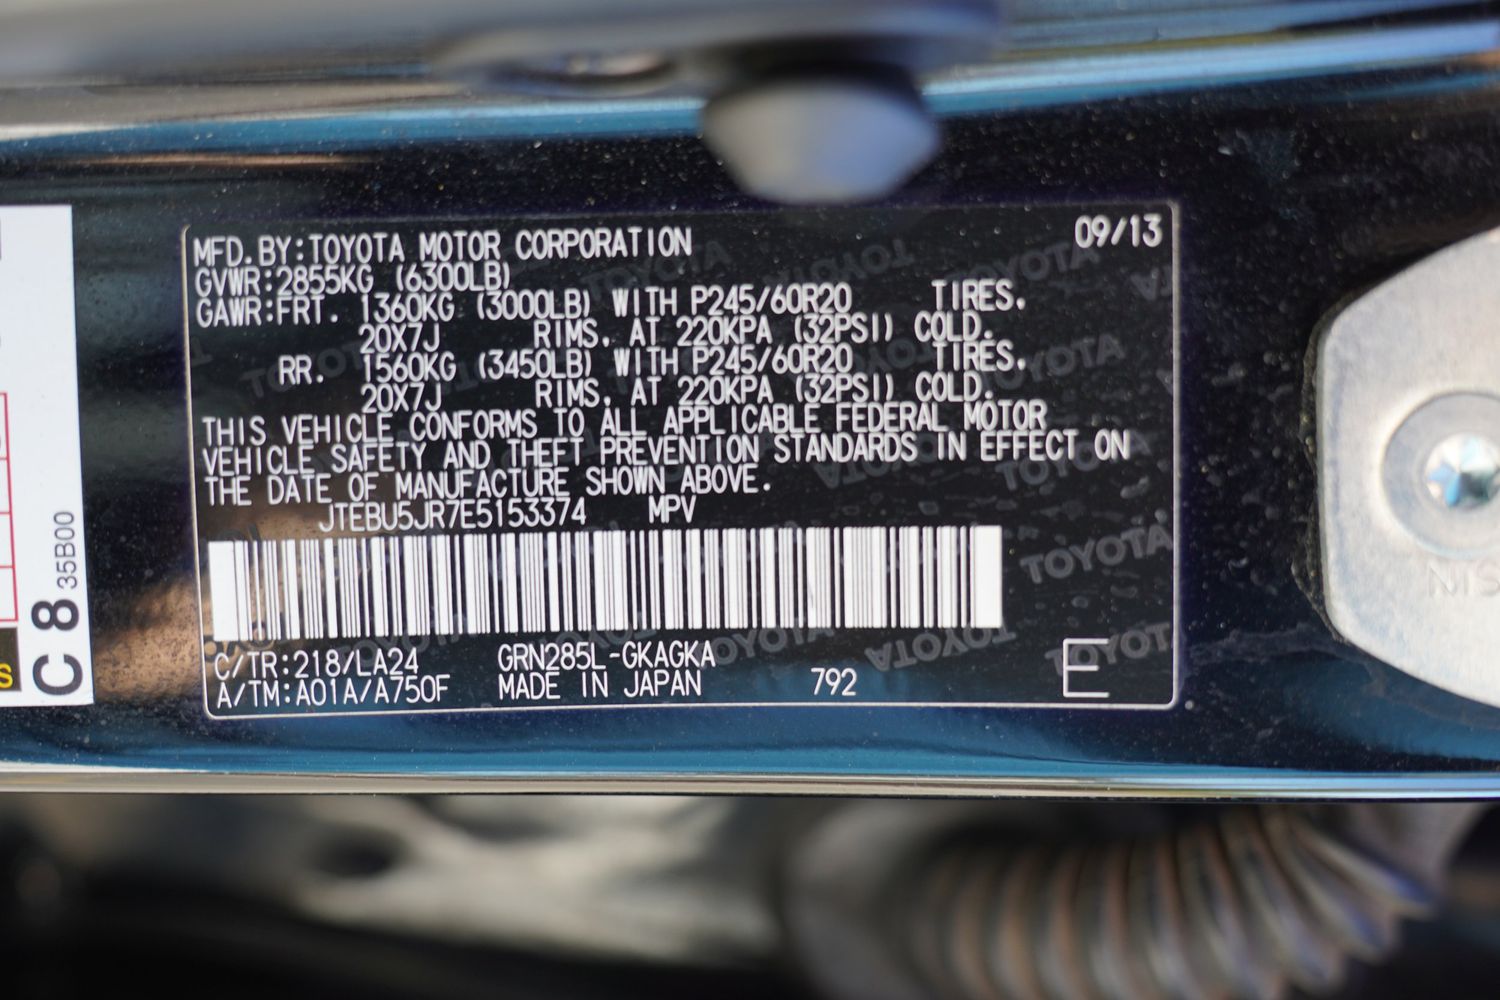 MFD.BY:TOYOTA MOTOR CORPORATION 09/13
GVWR:2855KG (6300LB)
GAWR:FRT. 1360KG (3000LB) WITH P245/60R20 TIRES.
20X7J RIMS. AT 220KPA (32PSI) COLD.
RR. 1560KG (3450LB) WITH P245/60R20 TIRES.
20X7J RIMS. AT 220KPA (32PSI) COLD.
THIS VEHICLE CONFORMS TO ALL APPLICABLE FEDERAL MOTOR
VEHICLE SAFETY AND THEFT PREVENTION STANDARDS IN EFFECT ON
THE DATE OF MANUFACTURE SHOWN ABOVE.
JTEBU5JR7E5153374 MPV
C/TR:218/LA24 GRN285L-GKAGKA
A/TM:A01A/A750F MADE IN JAPAN 792 E
C 8 35B00
TOYOTA